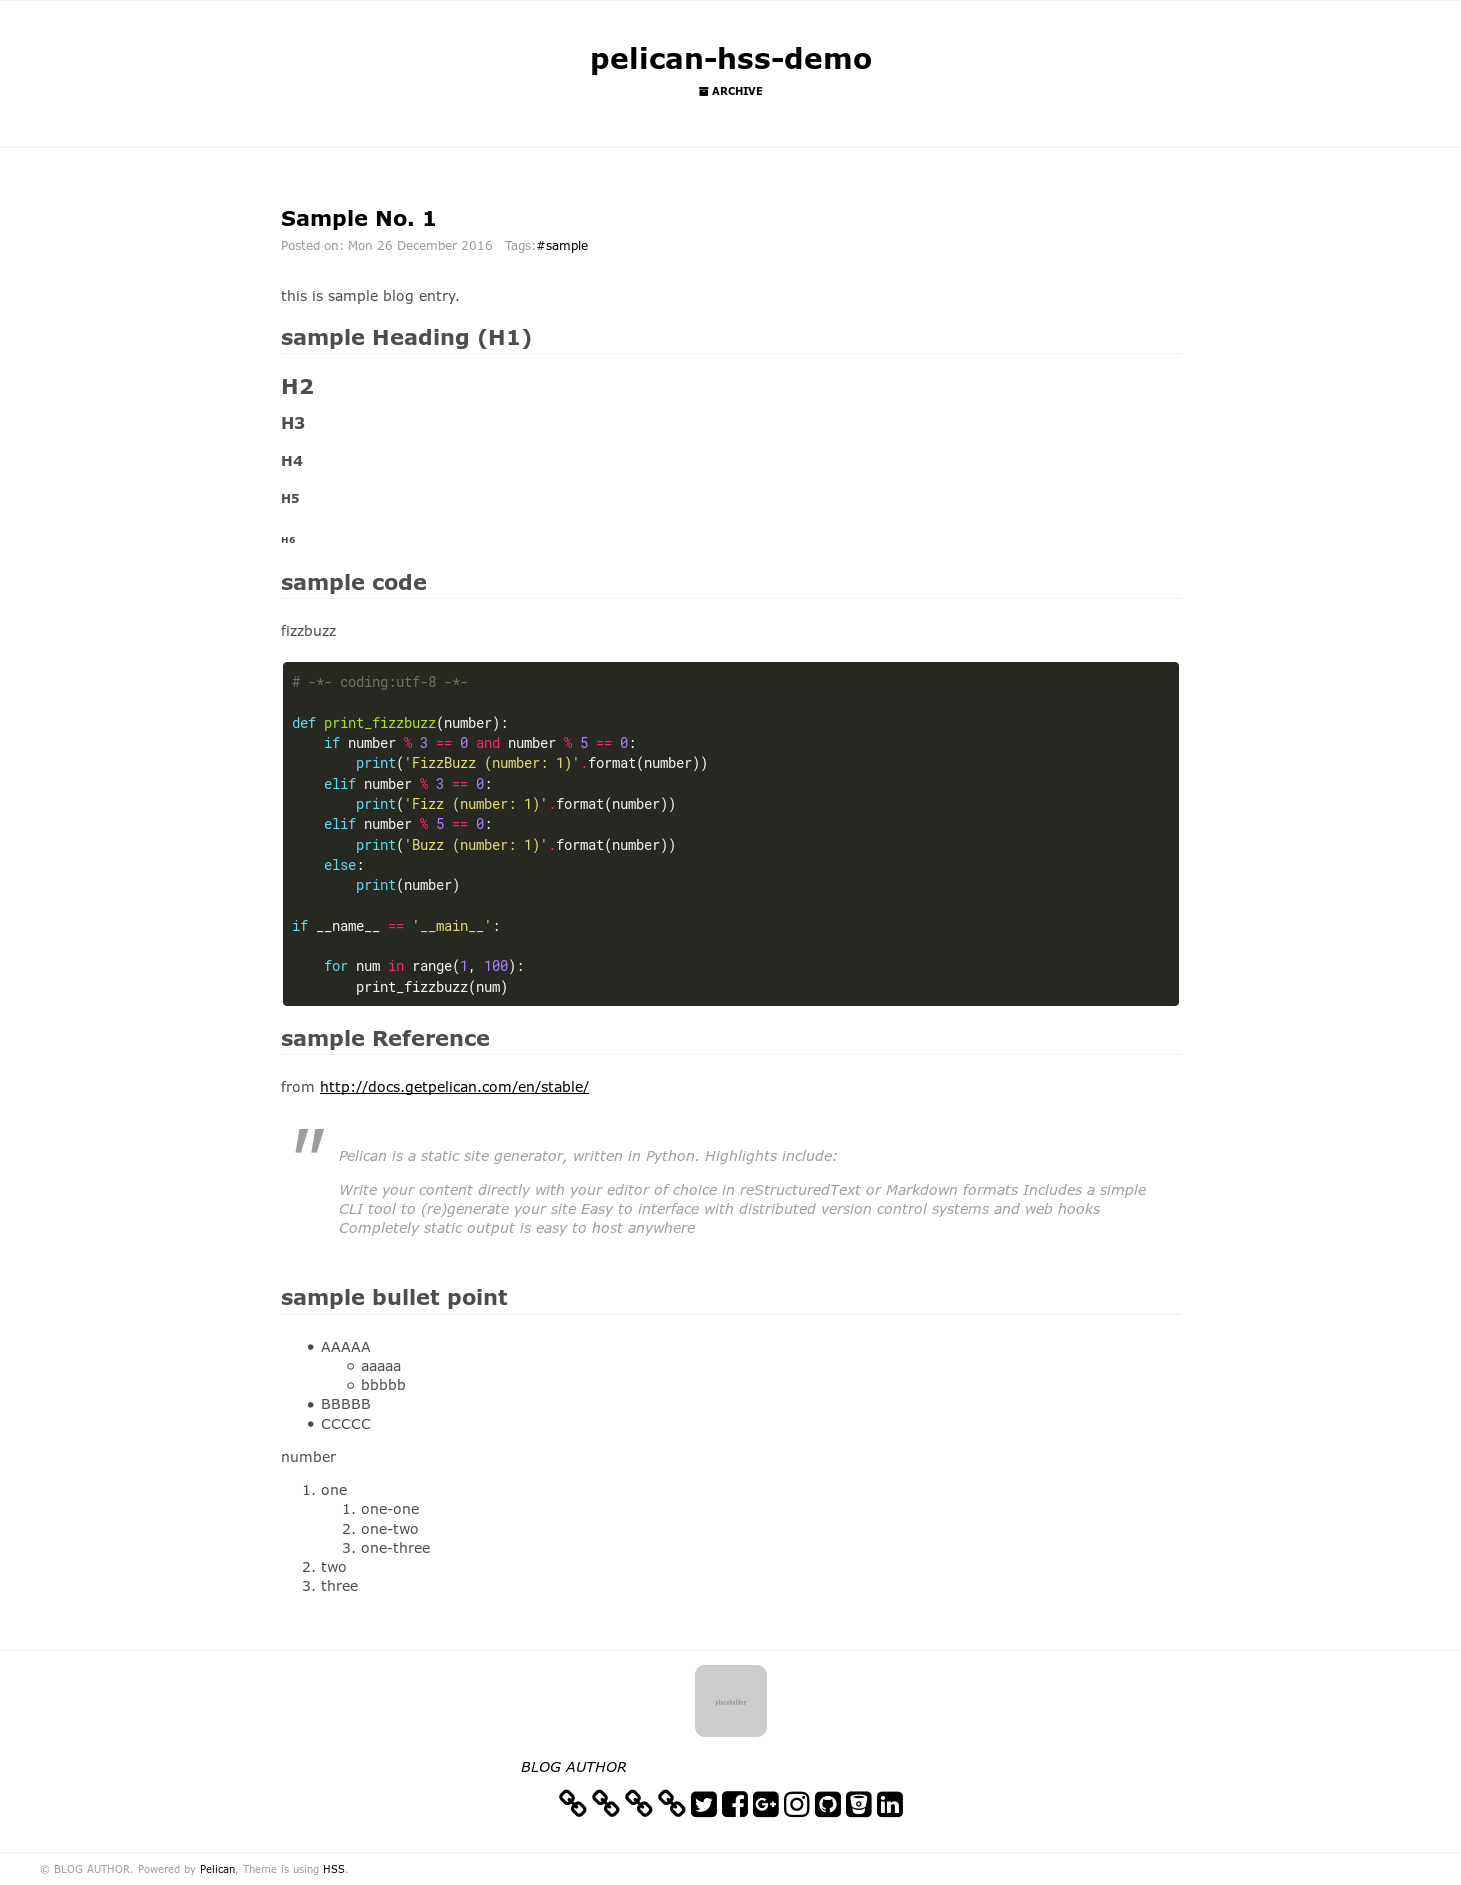 pelican-hss-demo
ARCHIVE
Sample No. 1
Posted on: Mon 26 December 2016 Tags:#sample
this is sample blog entry.
sample Heading (H1)
H2
H3
H4
H5
H6
sample code
fizzbuzz
# -*- coding:utf-8 -*-
def print_fizzbuzz(number):
    if number % 3 == 0 and number % 5 == 0:
        print('FizzBuzz (number: 1)'.format(number))
    elif number % 3 == 0:
        print('Fizz (number: 1)'.format(number))
    elif number % 5 == 0:
        print('Buzz (number: 1)'.format(number))
    else:
        print(number)
if __name__ == '__main__':
    for num in range(1, 100):
        print_fizzbuzz(num)
sample Reference
from http://docs.getpelican.com/en/stable/
"
Pelican is a static site generator, written in Python. Highlights include:
Write your content directly with your editor of choice in reStructuredText or Markdown formats Includes a simple
CLI tool to (re)generate your site Easy to interface with distributed version control systems and web hooks
Completely static output is easy to host anywhere
sample bullet point
• AAAAA
◦ aaaaa
◦ bbbbb
• BBBBB
• CCCCC
number
1. one
1. one-one
2. one-two
3. one-three
2. two
3. three
placeholder
BLOG AUTHOR
© BLOG AUTHOR. Powered by Pelican, Theme is using HSS.